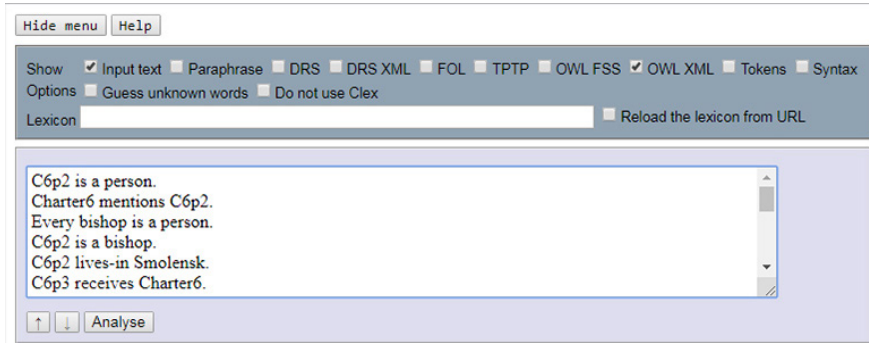 Hide menu Help
Show Input text Paraphrase DRS DRS XML FOL TPTP OWL FSS OWL XML Tokens Syntax
Options Guess unknown words Do not use Clex
Lexicon Reload the lexicon from URL
C6p2 is a person.
Charter6 mentions C6p2.
Every bishop is a person.
C6p2 is a bishop.
C6p2 lives-in Smolensk.
C6p3 receives Charter6.
↑ ↓ Analyse